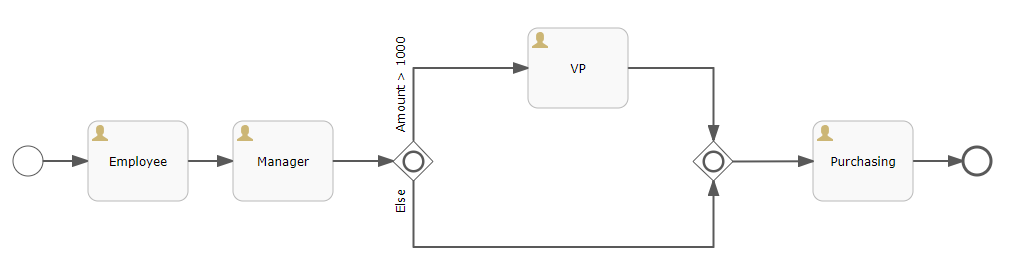 Employee
Manager
Amount > 1000
Else
VP
Purchasing